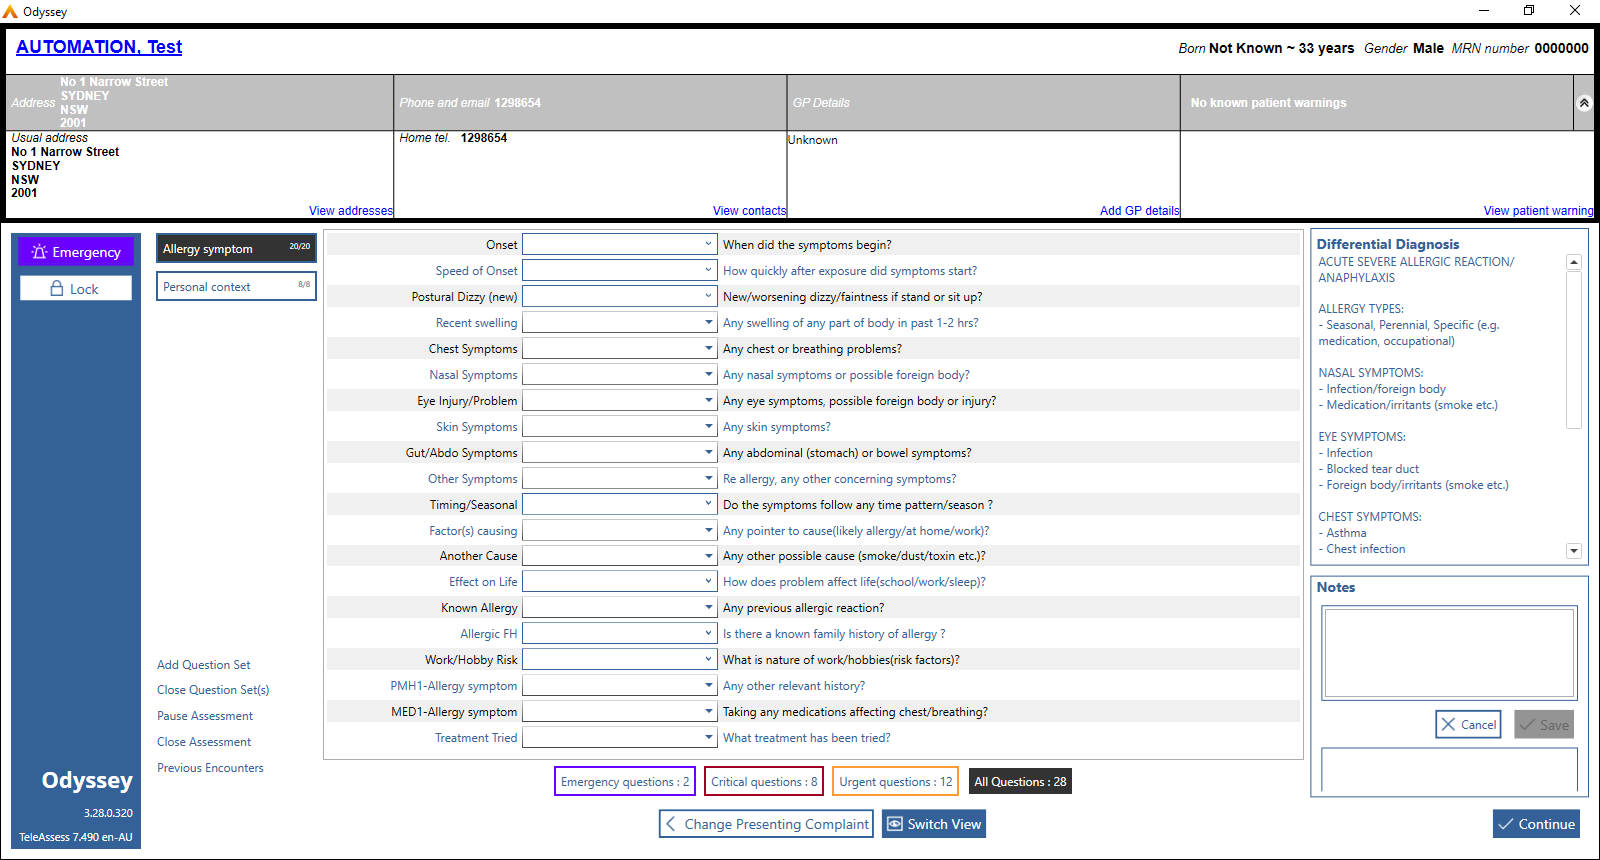 Odyssey
AUTOMATION, Test
Born Not Known ~ 33 years Gender Male MRN number 0000000
Address No 1 Narrow Street
SYDNEY
NSW
2001
Phone and email 1298654
GP Details
No known patient warnings
Usual address
No 1 Narrow Street
SYDNEY
NSW
2001
View addresses
Home tel. 1298654
View contacts
Unknown
Add GP details
View patient warning
Emergency
Lock
Odyssey
3.28.0.320
TeleAssess 7.490 en-AU
Allergy symptom 20/20
Personal context 8/8
Add Question Set
Close Question Set(s)
Pause Assessment
Close Assessment
Previous Encounters
Onset When did the symptoms begin?
Speed of Onset How quickly after exposure did symptoms start?
Postural Dizzy (new) New/worsening dizzy/faintness if stand or sit up?
Recent swelling Any swelling of any part of body in past 1-2 hrs?
Chest Symptoms Any chest or breathing problems?
Nasal Symptoms Any nasal symptoms or possible foreign body?
Eye Injury/Problem Any eye symptoms, possible foreign body or injury?
Skin Symptoms Any skin symptoms?
Gut/Abdo Symptoms Any abdominal (stomach) or bowel symptoms?
Other Symptoms Re allergy, any other concerning symptoms?
Timing/Seasonal Do the symptoms follow any time pattern/season ?
Factor(s) causing Any pointer to cause(likely allergy/at home/work)?
Another Cause Any other possible cause (smoke/dust/toxin etc.)?
Effect on Life How does problem affect life(school/work/sleep)?
Known Allergy Any previous allergic reaction?
Allergic FH Is there a known family history of allergy ?
Work/Hobby Risk What is nature of work/hobbies(risk factors)?
PMH1-Allergy symptom Any other relevant history?
MED1-Allergy symptom Taking any medications affecting chest/breathing?
Treatment Tried What treatment has been tried?
Emergency questions : 2 Critical questions : 8 Urgent questions : 12 All Questions : 28
Change Presenting Complaint Switch View
Differential Diagnosis
ACUTE SEVERE ALLERGIC REACTION/
ANAPHYLAXIS
ALLERGY TYPES:
- Seasonal, Perennial, Specific (e.g.
medication, occupational)
NASAL SYMPTOMS:
- Infection/foreign body
- Medication/irritants (smoke etc.)
EYE SYMPTOMS:
- Infection
- Blocked tear duct
- Foreign body/irritants (smoke etc.)
CHEST SYMPTOMS:
- Asthma
- Chest infection
Notes
Cancel Save
Continue